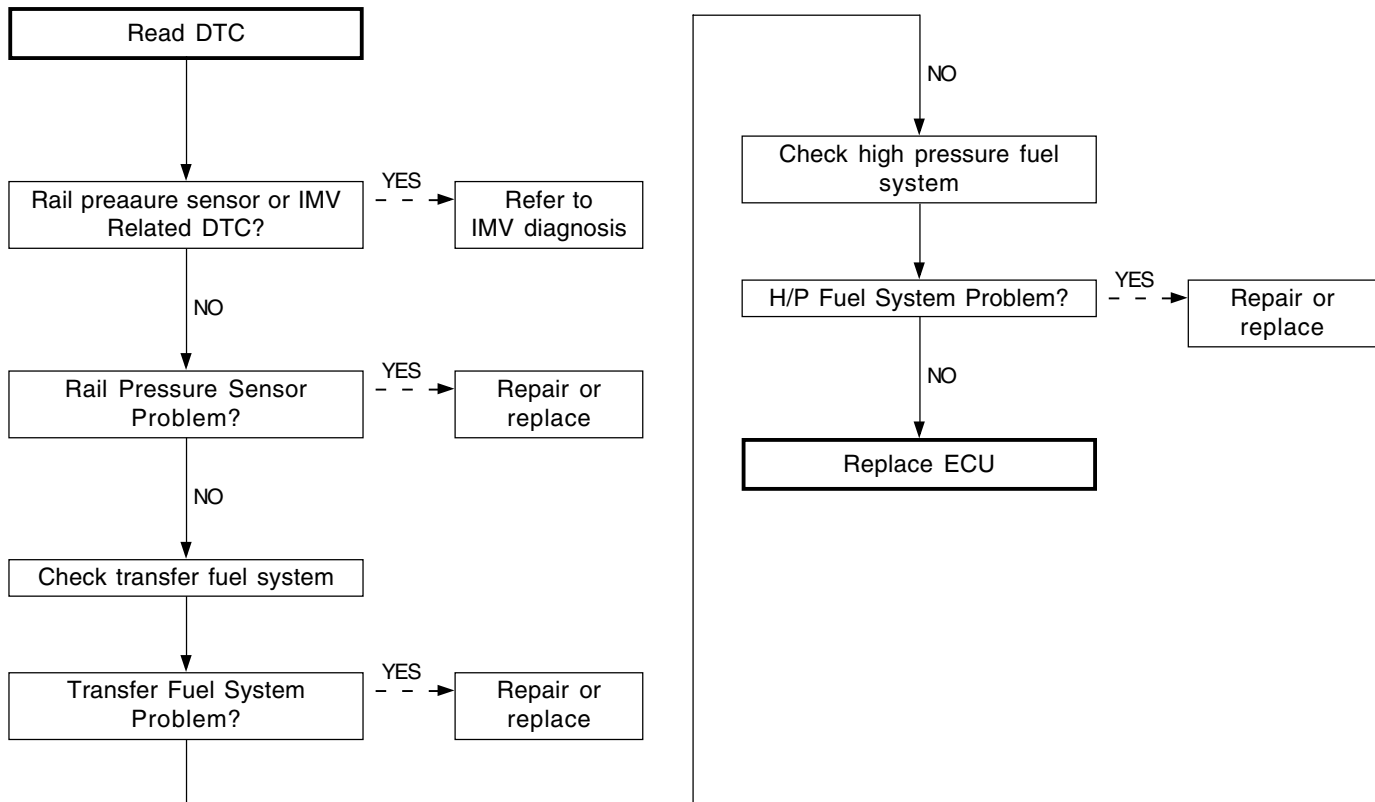 Read DTC
Rail preaaure sensor or IMV
Related DTC?
YES
Refer to
IMV diagnosis
NO
Rail Pressure Sensor
Problem?
YES
Repair or
replace
NO
Check transfer fuel system
Transfer Fuel System
Problem?
YES
Repair or
replace
NO
Check high pressure fuel
system
H/P Fuel System Problem?
YES
Repair or
replace
NO
Replace ECU